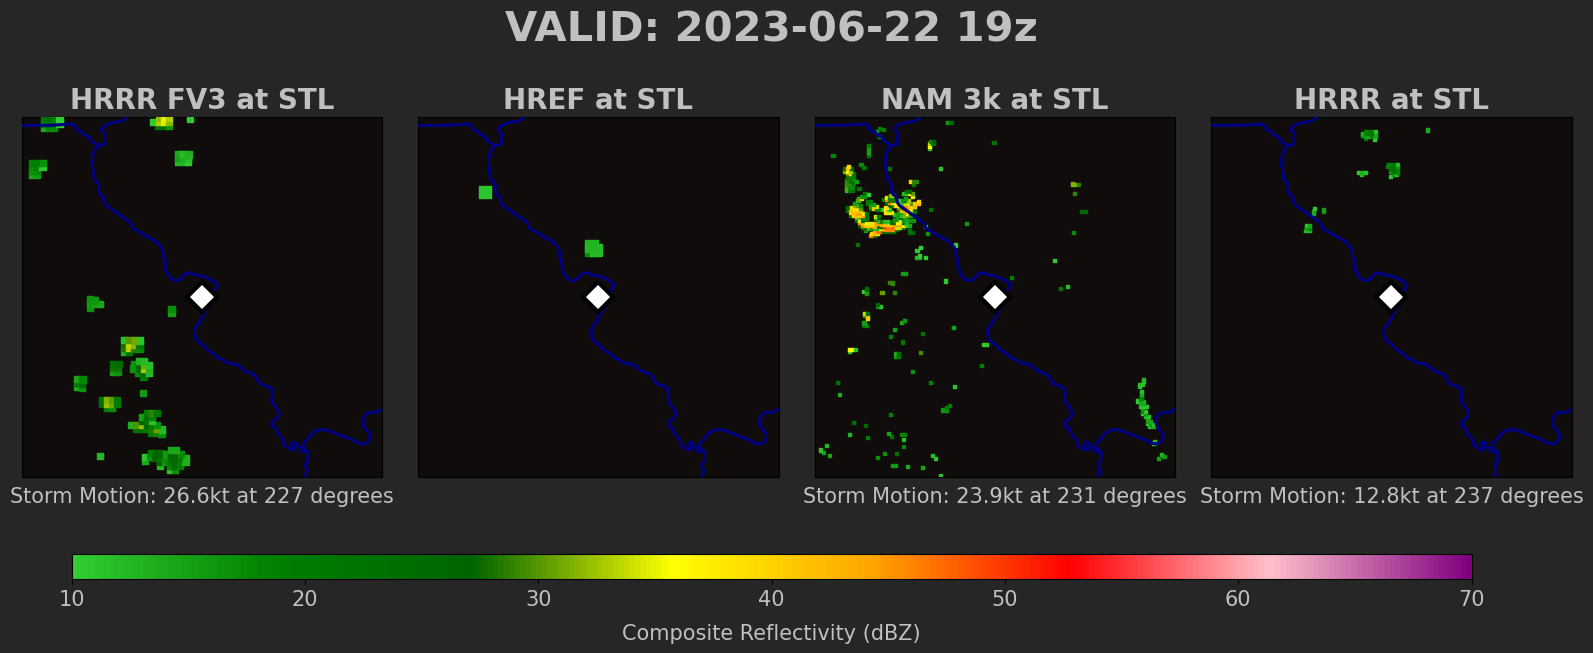 VALID: 2023-06-22 19z
HRRR FV3 at STL
HREF at STL
NAM 3k at STL
HRRR at STL
Storm Motion: 26.6kt at 227 degrees
Storm Motion: 23.9kt at 231 degrees
Storm Motion: 12.8kt at 237 degrees
10 20 30 40 50 60 70
Composite Reflectivity (dBZ)